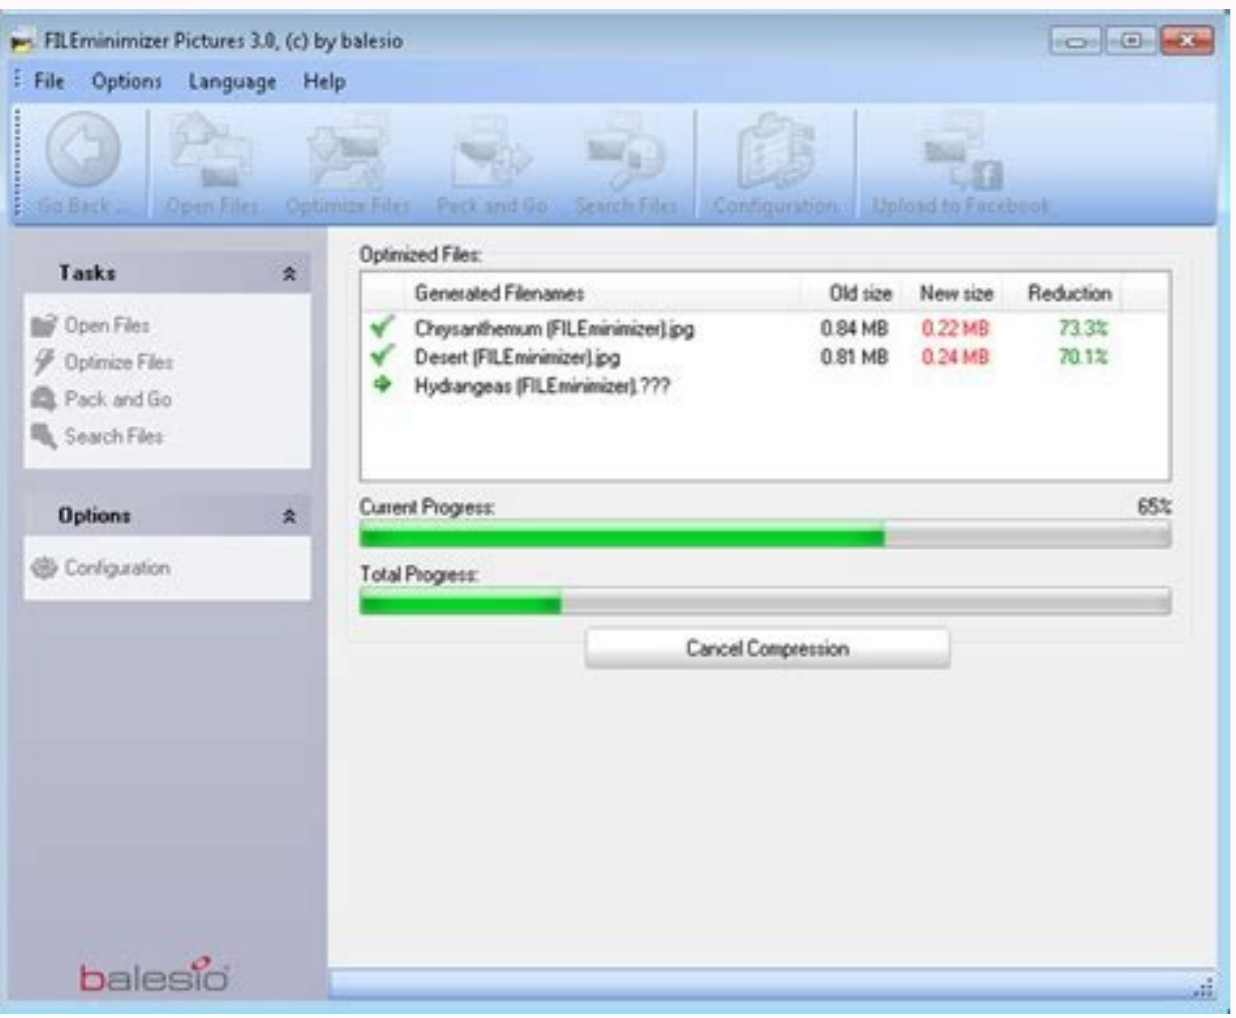 FILEminimizer Pictures 3.0, (c) by balesio
File Options Language Help
Go Back ... Open Files Optimize Files Pack and Go Search Files Configuration Upload to Facebook
Tasks
Open Files
Optimize Files
Pack and Go
Search Files
Options
Configuration
balesio
Optimized Files:
Generated Filenames Old size New size Reduction
Chrysanthemum (FILEminimizer).jpg 0.84 MB 0.22 MB 73.3%
Desert (FILEminimizer).jpg 0.81 MB 0.24 MB 70.1%
Hydrangeas (FILEminimizer).???
Current Progress: 65%
Total Progress:
Cancel Compression